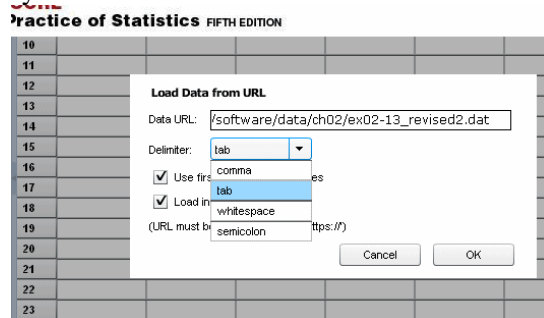 Practice of Statistics FIFTH EDITION
10
11
12
13
14
15
16
17
18
19
20
21
22
23
Load Data from URL
Data URL: /software/data/ch02/ex02-13_revised2.dat
Delimiter: tab
comma
tab
whitespace
semicolon
Use firs es
Load in
(URL must b ttps://')
Cancel OK